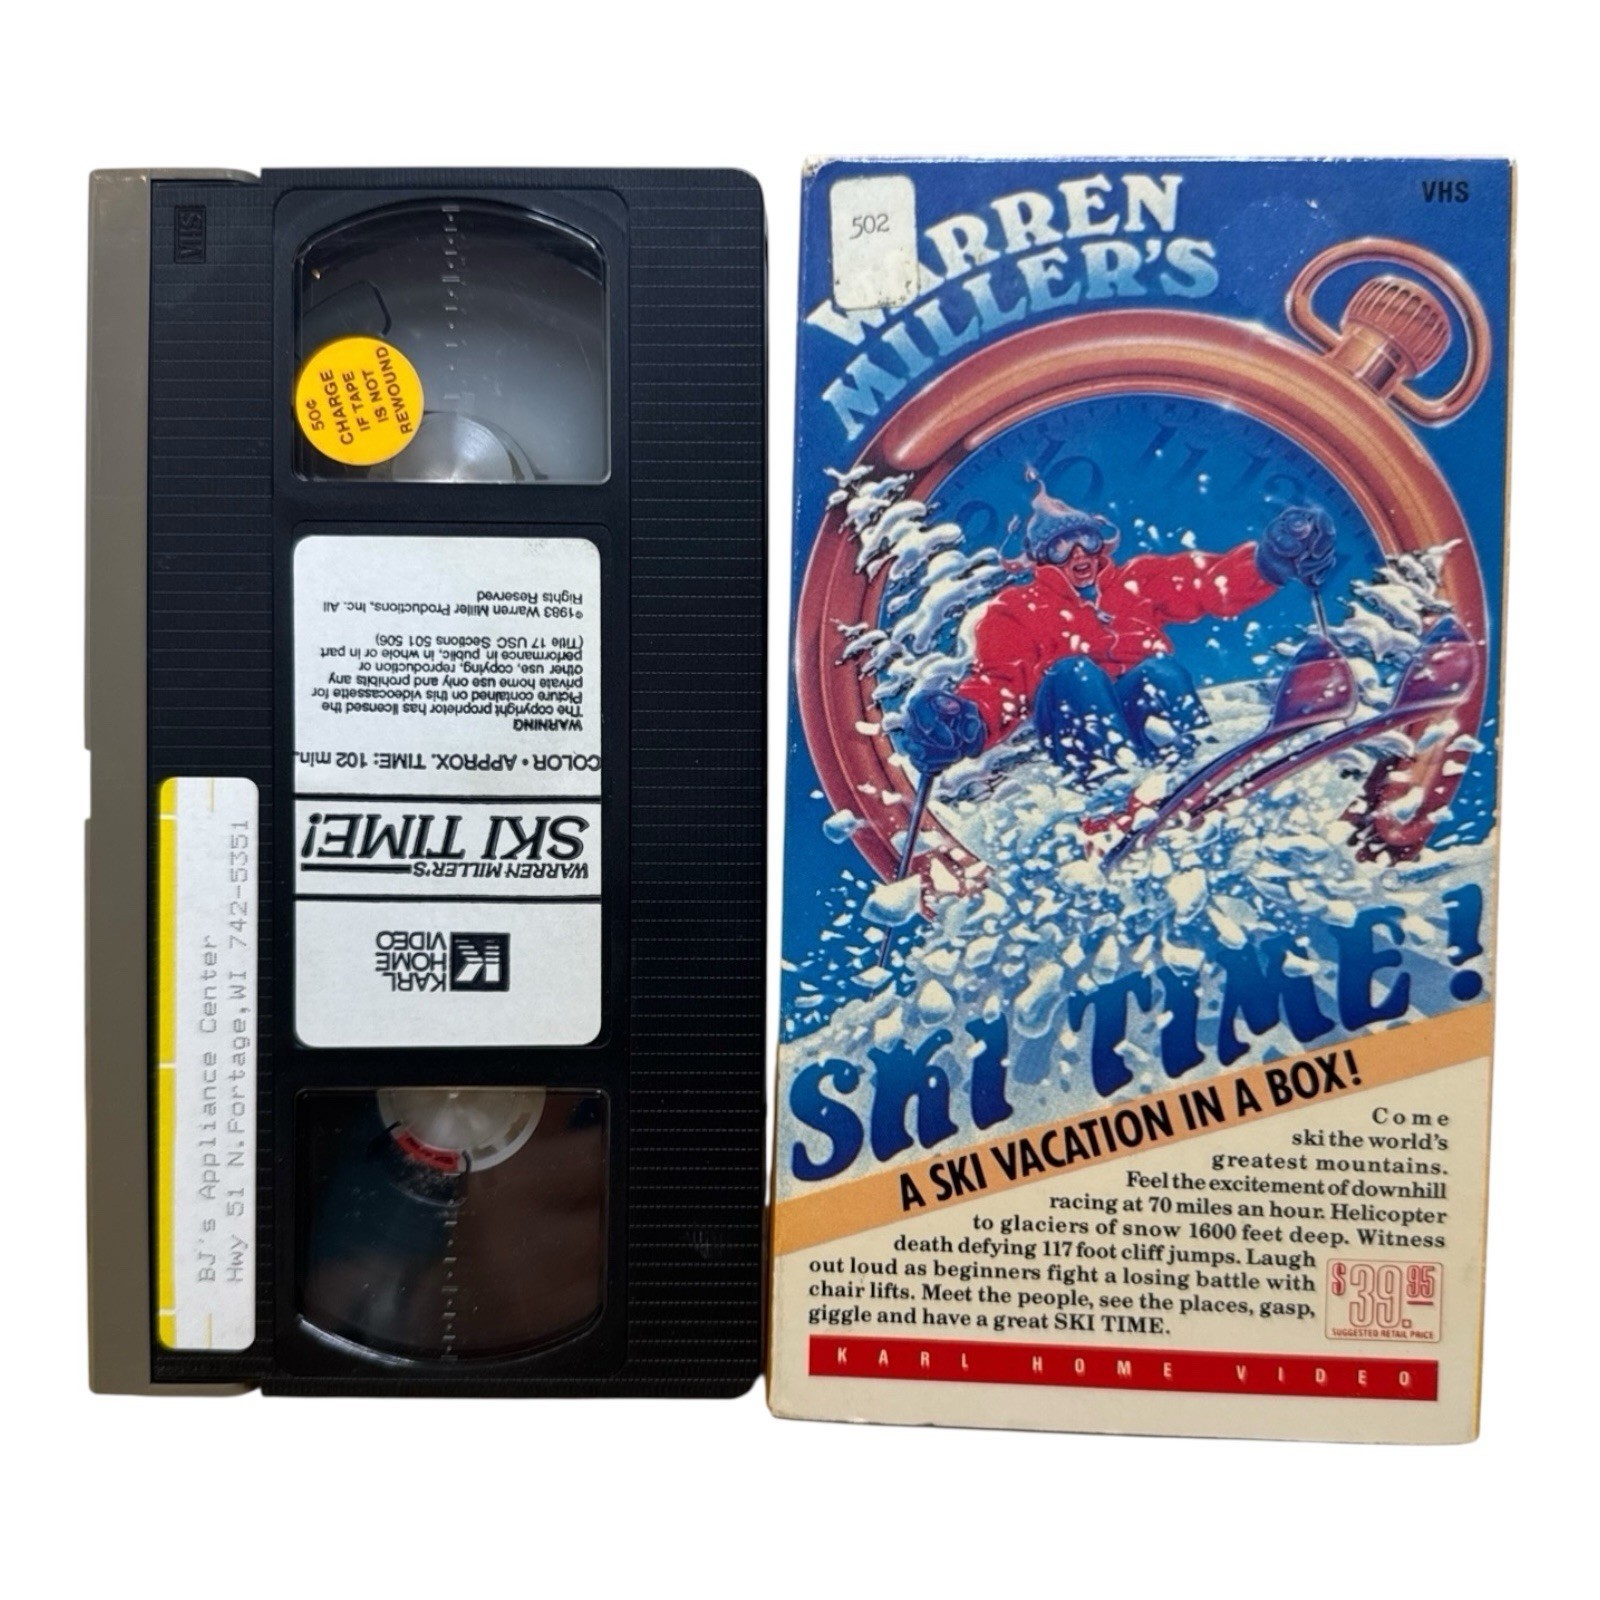 VHS
50¢
CHARGE
IF TAPE
IS NOT
REWOUND
©1983 Warren Miller Productions, Inc. All
Rights Reserved
WARNING
The copyright proprietor has licensed the
Picture contained on this videocassette for
private home use only and prohibits any
other use, copying, reproduction or
performance in public, in whole or in part
(Title 17 USC Sections 501 506)
COLOR • APPROX. TIME: 102 min.
WARREN MILLER'S
SKI TIME!
KARL
HOME
VIDEO
BJ's Appliance Center
Hwy 51 N.Portage,WI 742-5351
502
VHS
WARREN
MILLER'S
9 10 11 12
SKI TIME!
A SKI VACATION IN A BOX!
Come
ski the world's
greatest mountains.
Feel the excitement of downhill
racing at 70 miles an hour. Helicopter
to glaciers of snow 1600 feet deep. Witness
death defying 117 foot cliff jumps. Laugh
out loud as beginners fight a losing battle with
chair lifts. Meet the people, see the places, gasp,
giggle and have a great SKI TIME.
$39.95
SUGGESTED RETAIL PRICE
KARL HOME VIDEO